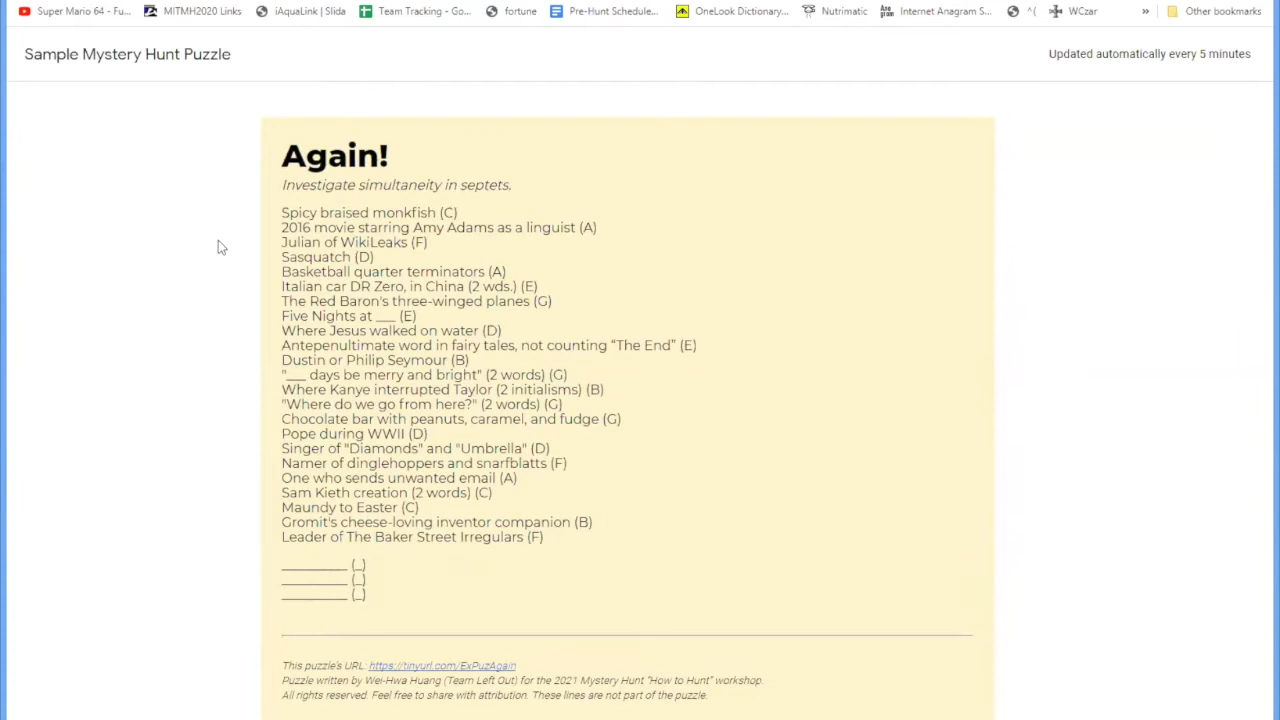 Super Mario 64 - Fu...
MITMH2020 Links
iAquaLink | Slida
Team Tracking - Go...
fortune
Pre-Hunt Schedule...
OneLook Dictionary...
Nutrimatic
Internet Anagram S...
^(
WCzar
»
Other bookmarks
Sample Mystery Hunt Puzzle
Updated automatically every 5 minutes
Again!
Investigate simultaneity in septets.
Spicy braised monkfish (C)
2016 movie starring Amy Adams as a linguist (A)
Julian of WikiLeaks (F)
Sasquatch (D)
Basketball quarter terminators (A)
Italian car DR Zero, in China (2 wds.) (E)
The Red Baron's three-winged planes (G)
Five Nights at ___ (E)
Where Jesus walked on water (D)
Antepenultimate word in fairy tales, not counting “The End” (E)
Dustin or Philip Seymour (B)
"___ days be merry and bright" (2 words) (G)
Where Kanye interrupted Taylor (2 initialisms) (B)
"Where do we go from here?" (2 words) (G)
Chocolate bar with peanuts, caramel, and fudge (G)
Pope during WWII (D)
Singer of "Diamonds" and "Umbrella" (D)
Namer of dinglehoppers and snarfblatts (F)
One who sends unwanted email (A)
Sam Kieth creation (2 words) (C)
Maundy to Easter (C)
Gromit's cheese-loving inventor companion (B)
Leader of The Baker Street Irregulars (F)
__________ (_)
__________ (_)
__________ (_)
This puzzle's URL: https://tinyurl.com/ExPuzAgain
Puzzle written by Wei-Hwa Huang (Team Left Out) for the 2021 Mystery Hunt "How to Hunt" workshop.
All rights reserved. Feel free to share with attribution. These lines are not part of the puzzle.